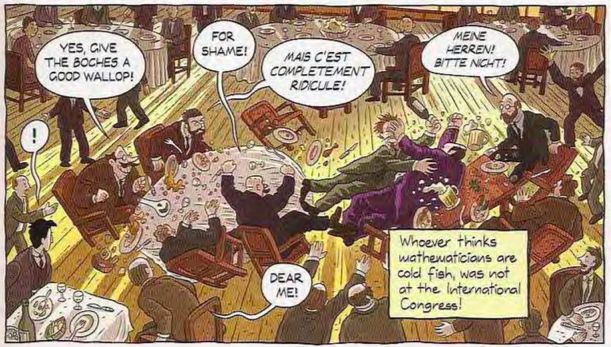 YES, GIVE
THE BOCHES A
GOOD WALLOP!
FOR
SHAME!
MAIS C'EST
COMPLETEMENT
RIDICULE!
MEINE
HERREN!
BITTE NICHT!
!
DEAR
ME!
Whoever thinks
mathematicians are
cold fish, was not
at the International
Congress!